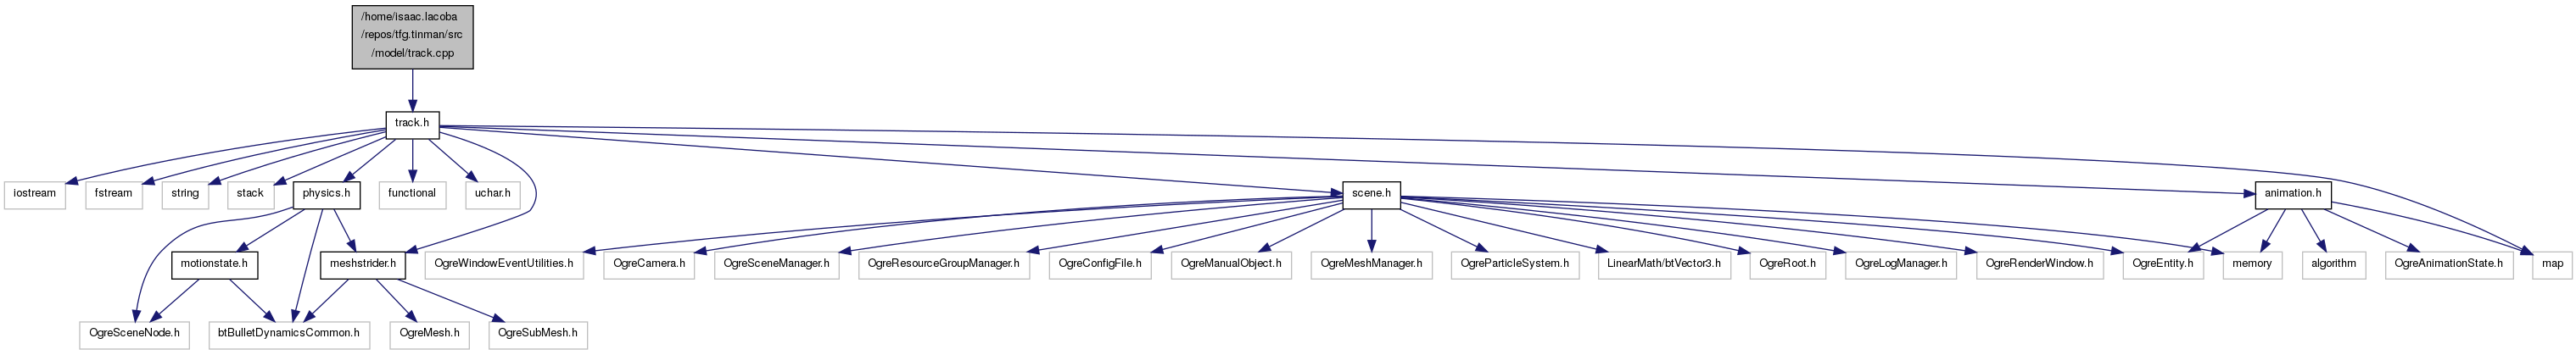 /home/isaac.lacoba
/repos/tfg.tinman/src
/model/track.cpp
track.h
iostream
fstream
string
stack
physics.h
functional
uchar.h
scene.h
animation.h
motionstate.h
meshstrider.h
OgreWindowEventUtilities.h
OgreCamera.h
OgreSceneManager.h
OgreResourceGroupManager.h
OgreConfigFile.h
OgreManualObject.h
OgreMeshManager.h
OgreParticleSystem.h
LinearMath/btVector3.h
OgreRoot.h
OgreLogManager.h
OgreRenderWindow.h
OgreEntity.h
memory
algorithm
OgreAnimationState.h
map
OgreSceneNode.h
btBulletDynamicsCommon.h
OgreMesh.h
OgreSubMesh.h